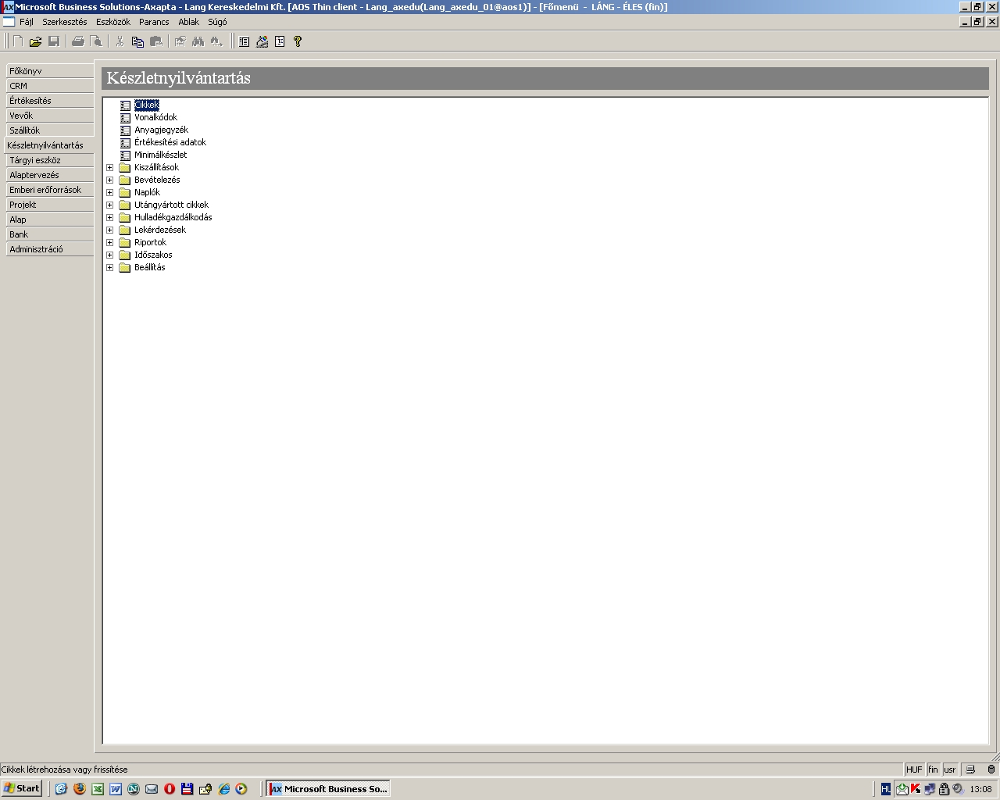 Microsoft Business Solutions-Axapta - Lang Kereskedelmi Kft. [AOS Thin client - Lang_axedu(Lang_axedu_01@aos1)] - [Főmenü  -  LÁNG - ÉLES (fin)]
Fájl Szerkesztés Eszközök Parancs Ablak Súgó
Készletnyilvántartás
Főkönyv
CRM
Értékesítés
Vevők
Szállítók
Készletnyilvántartás
Tárgyi eszköz
Alaptervezés
Emberi erőforrások
Projekt
Alap
Bank
Adminisztráció
Cikkek
Vonalkódok
Anyagjegyzék
Értékesítési adatok
Minimálkészlet
Kiszállítások
Bevételezés
Naplók
Utángyártott cikkek
Hulladékgazdálkodás
Lekérdezések
Riportok
Időszakos
Beállítás
Cikkek létrehozása vagy frissítése
HUF fin usr
Start
Microsoft Business So...
HU
13:08